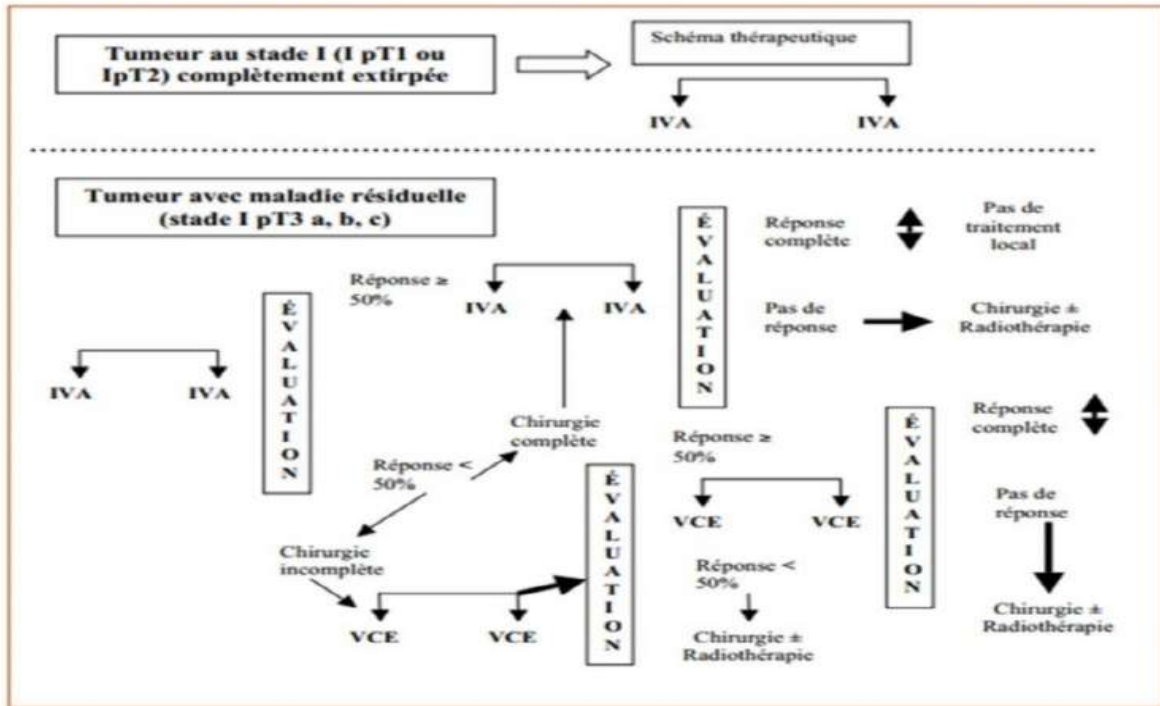 Tumeur au stade I (I pT1 ou
IpT2) complètement extirpée
Schéma thérapeutique
IVA
IVA
Tumeur avec maladie résiduelle
(stade I pT3 a, b, c)
IVA
IVA
ÉVALUATION
Réponse ≥
50%
IVA
IVA
Réponse <
50%
Chirurgie
complète
Chirurgie
incomplète
VCE
VCE
ÉVALUATION
ÉVALUATION
Réponse
complète
Pas de
traitement
local
Pas de
réponse
Chirurgie ±
Radiothérapie
Réponse ≥
50%
VCE
VCE
Réponse <
50%
Chirurgie ±
Radiothérapie
ÉVALUATION
Réponse
complète
Pas de
réponse
Chirurgie ±
Radiothérapie